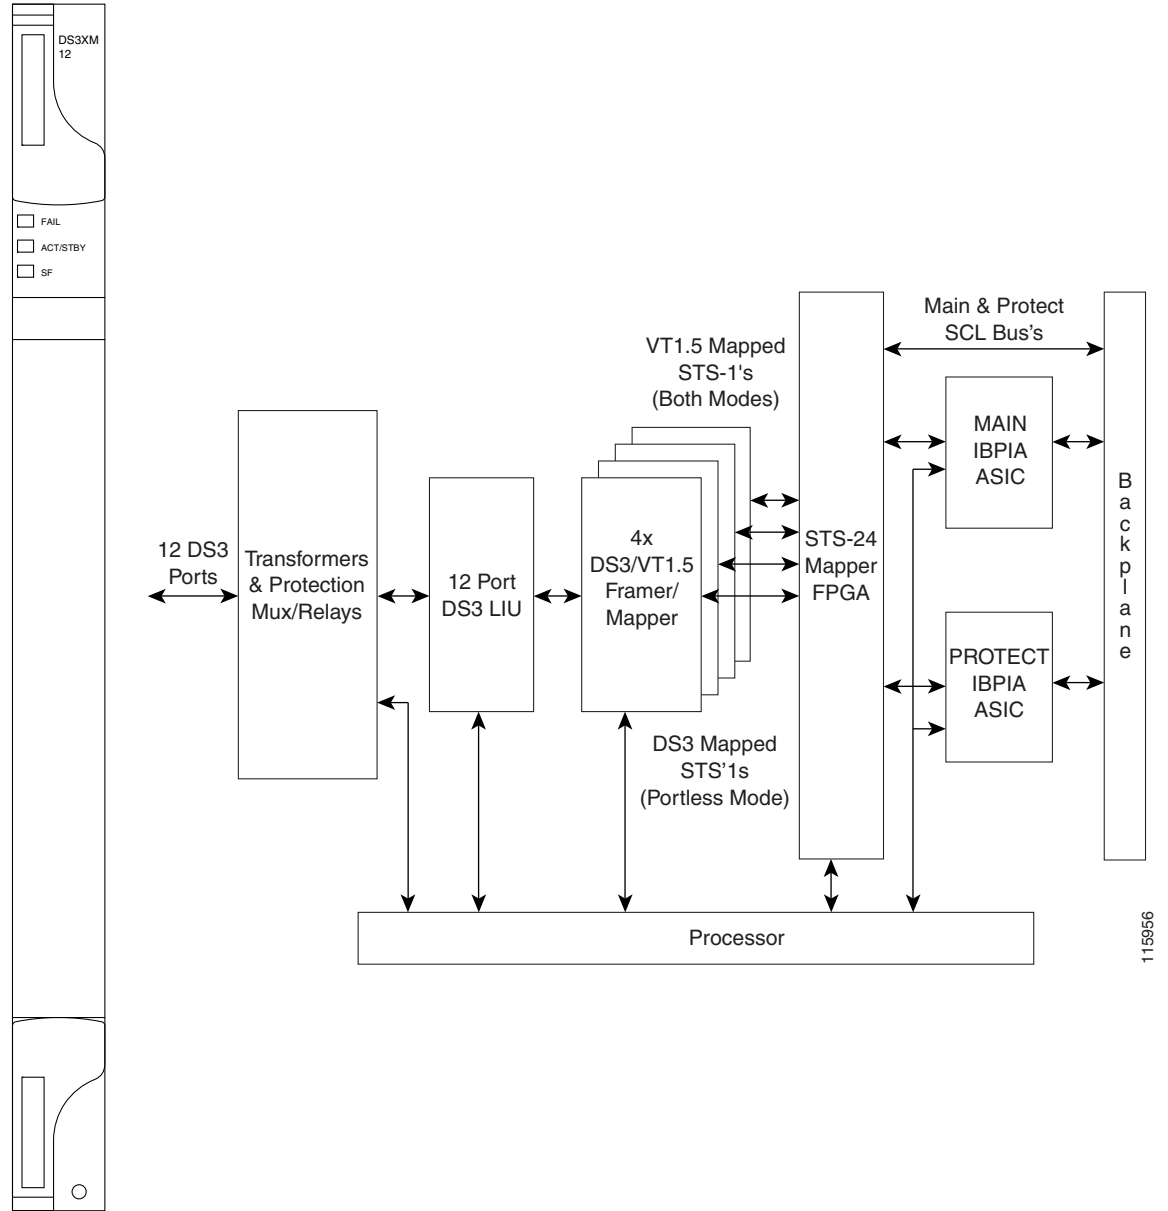 DS3XM
12
FAIL
ACT/STBY
SF
Main & Protect
SCL Bus's
VT1.5 Mapped
STS-1's
(Both Modes)
MAIN
IBPIA
ASIC
Backplane
12 DS3
Ports
Transformers
& Protection
Mux/Relays
12 Port
DS3 LIU
4x
DS3/VT1.5
Framer/
Mapper
STS-24
Mapper
FPGA
PROTECT
IBPIA
ASIC
DS3 Mapped
STS'1s
(Portless Mode)
Processor
115956